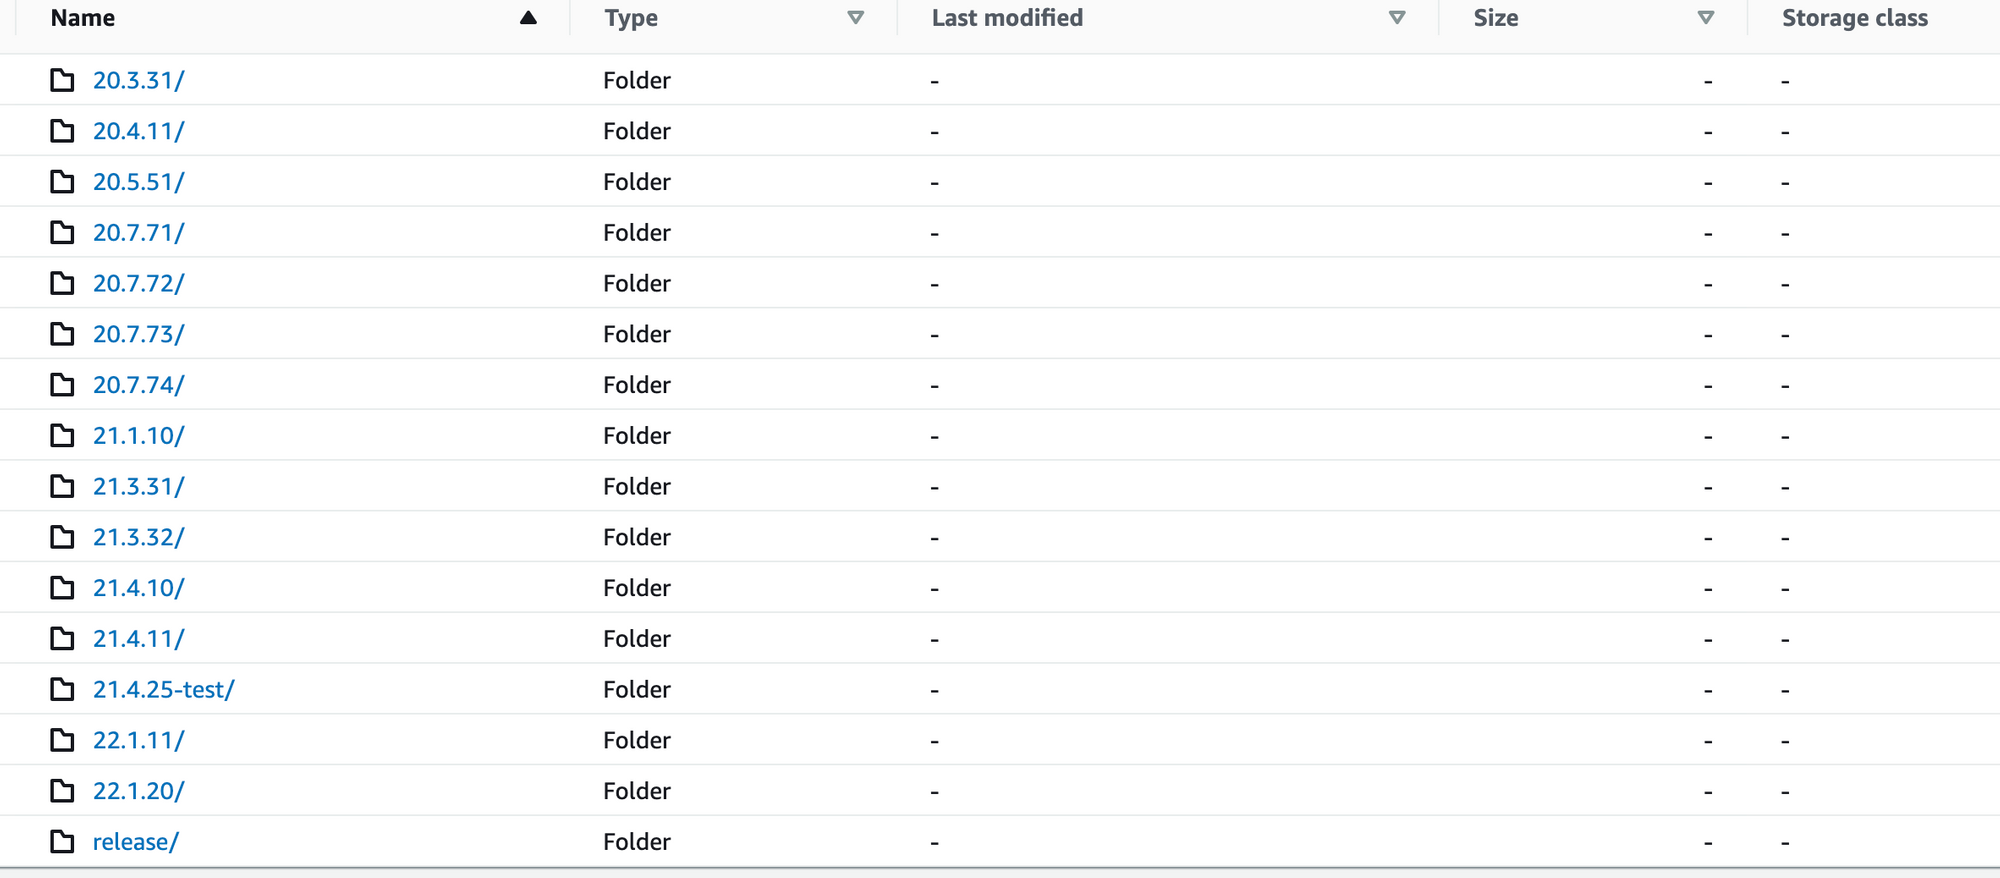 Name Type Last modified Size Storage class
20.3.31/ Folder - - -
20.4.11/ Folder - - -
20.5.51/ Folder - - -
20.7.71/ Folder - - -
20.7.72/ Folder - - -
20.7.73/ Folder - - -
20.7.74/ Folder - - -
21.1.10/ Folder - - -
21.3.31/ Folder - - -
21.3.32/ Folder - - -
21.4.10/ Folder - - -
21.4.11/ Folder - - -
21.4.25-test/ Folder - - -
22.1.11/ Folder - - -
22.1.20/ Folder - - -
release/ Folder - - -